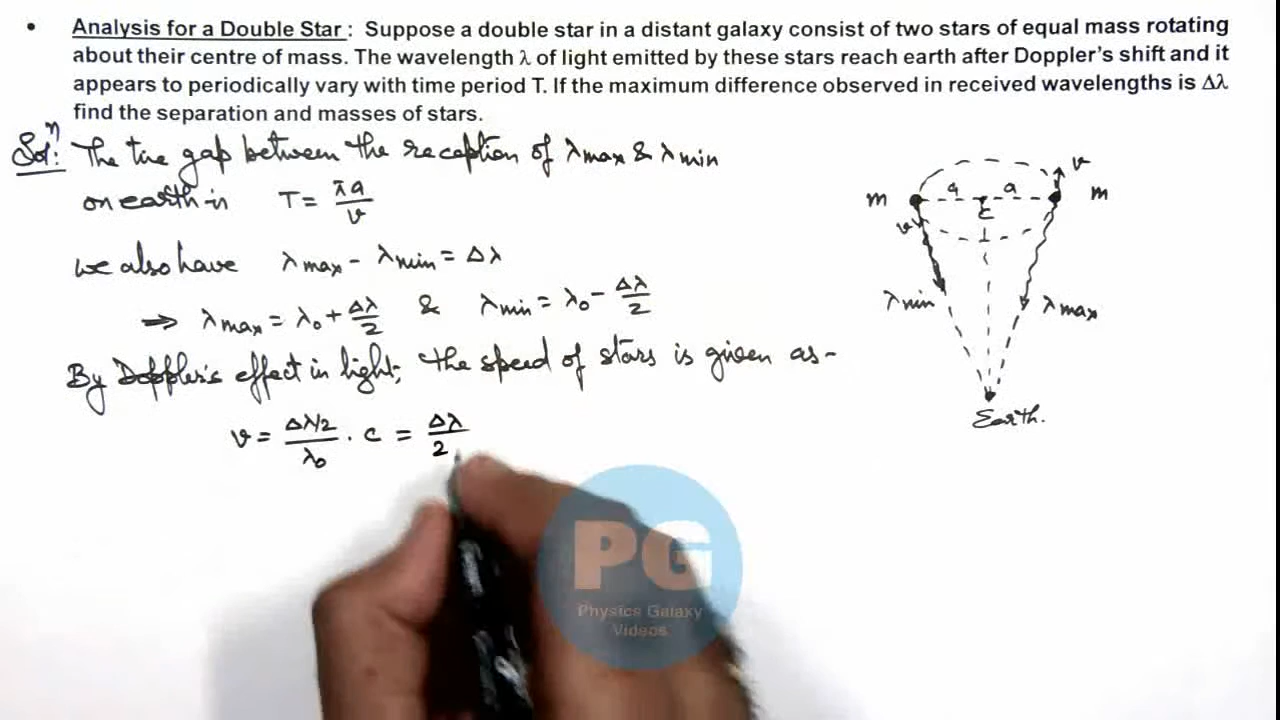 • Analysis for a Double Star : Suppose a double star in a distant galaxy consist of two stars of equal mass rotating
about their centre of mass. The wavelength λ of light emitted by these stars reach earth after Doppler's shift and it
appears to periodically vary with time period T. If the maximum difference observed in received wavelengths is Δλ
find the separation and masses of stars.
Solⁿ: The tie gap between the reception of λmax & λmin
on earth is T = πa/v
we also have λmax - λmin = Δλ
⇒ λmax = λ₀ + Δλ/2 & λmin = λ₀ - Δλ/2
By Doppler's effect in light, the speed of stars is given as-
v = (Δλ/2)/λ₀ · c = Δλ/2
v
m a a m
C
v
λmin λmax
Earth.
PG
Physics Galaxy
Videos